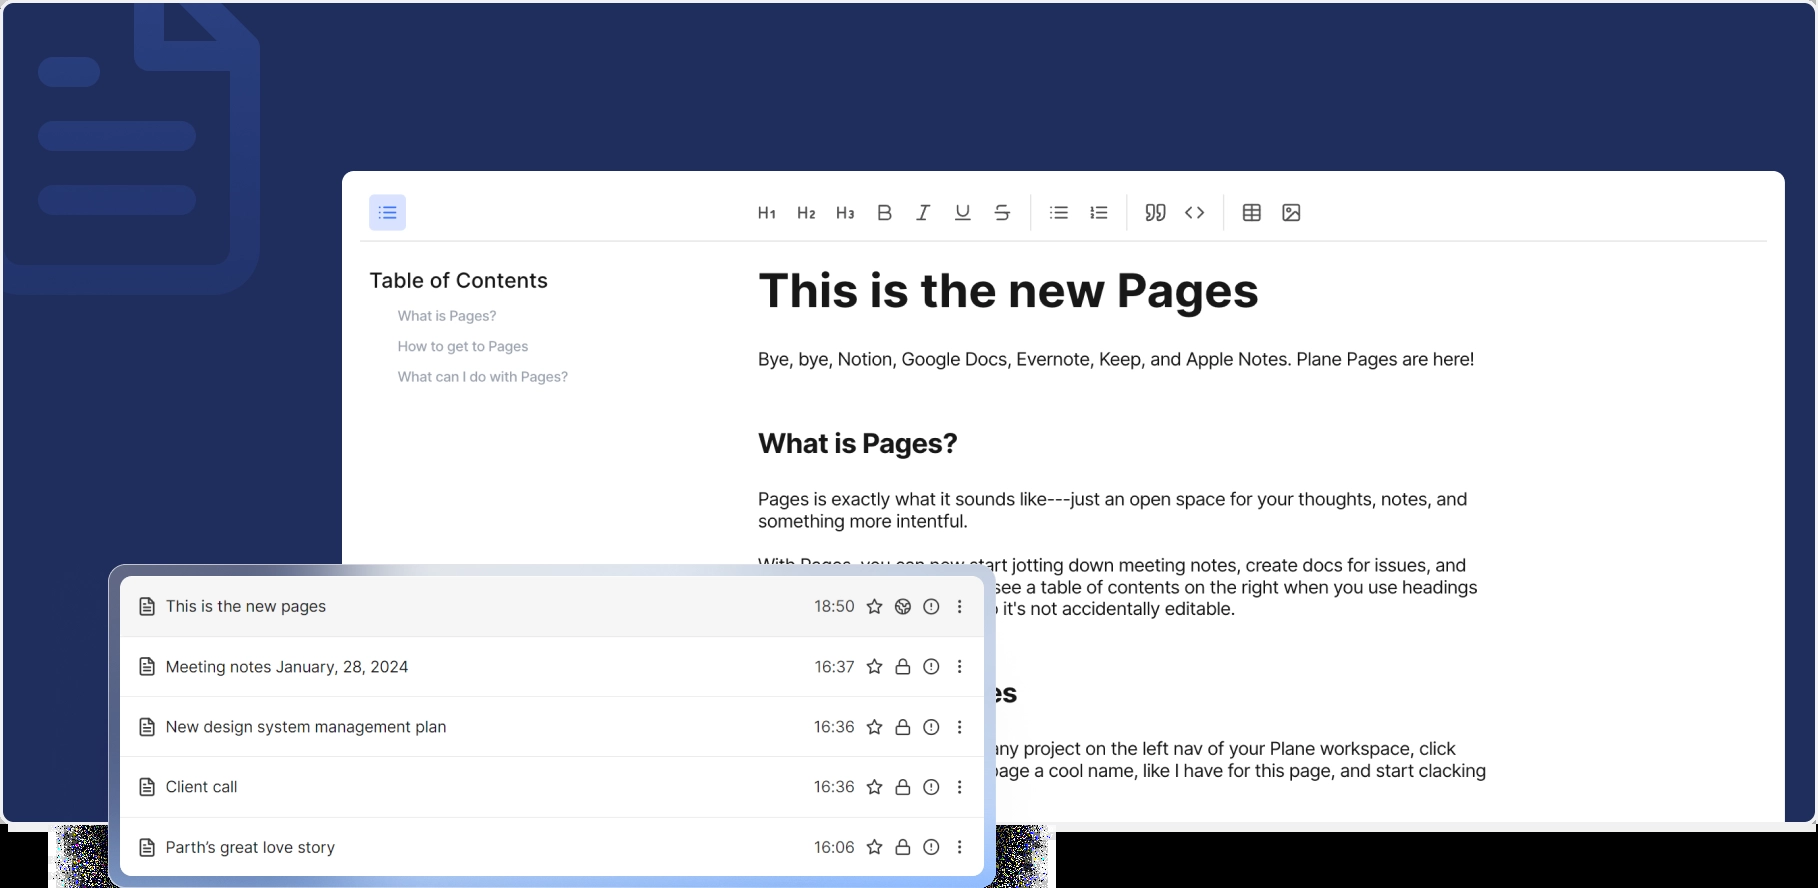 H1 H2 H3 B I U S
Table of Contents
What is Pages?
How to get to Pages
What can I do with Pages?
This is the new Pages
Bye, bye, Notion, Google Docs, Evernote, Keep, and Apple Notes. Plane Pages are here!
What is Pages?
Pages is exactly what it sounds like---just an open space for your thoughts, notes, and
something more intentful.
With Pages, you can now start jotting down meeting notes, create docs for issues, and
see a table of contents on the right when you use headings
it's not accidentally editable.
any project on the left nav of your Plane workspace, click
page a cool name, like I have for this page, and start clacking
This is the new pages 18:50
Meeting notes January, 28, 2024 16:37
New design system management plan 16:36
Client call 16:36
Parth’s great love story 16:06